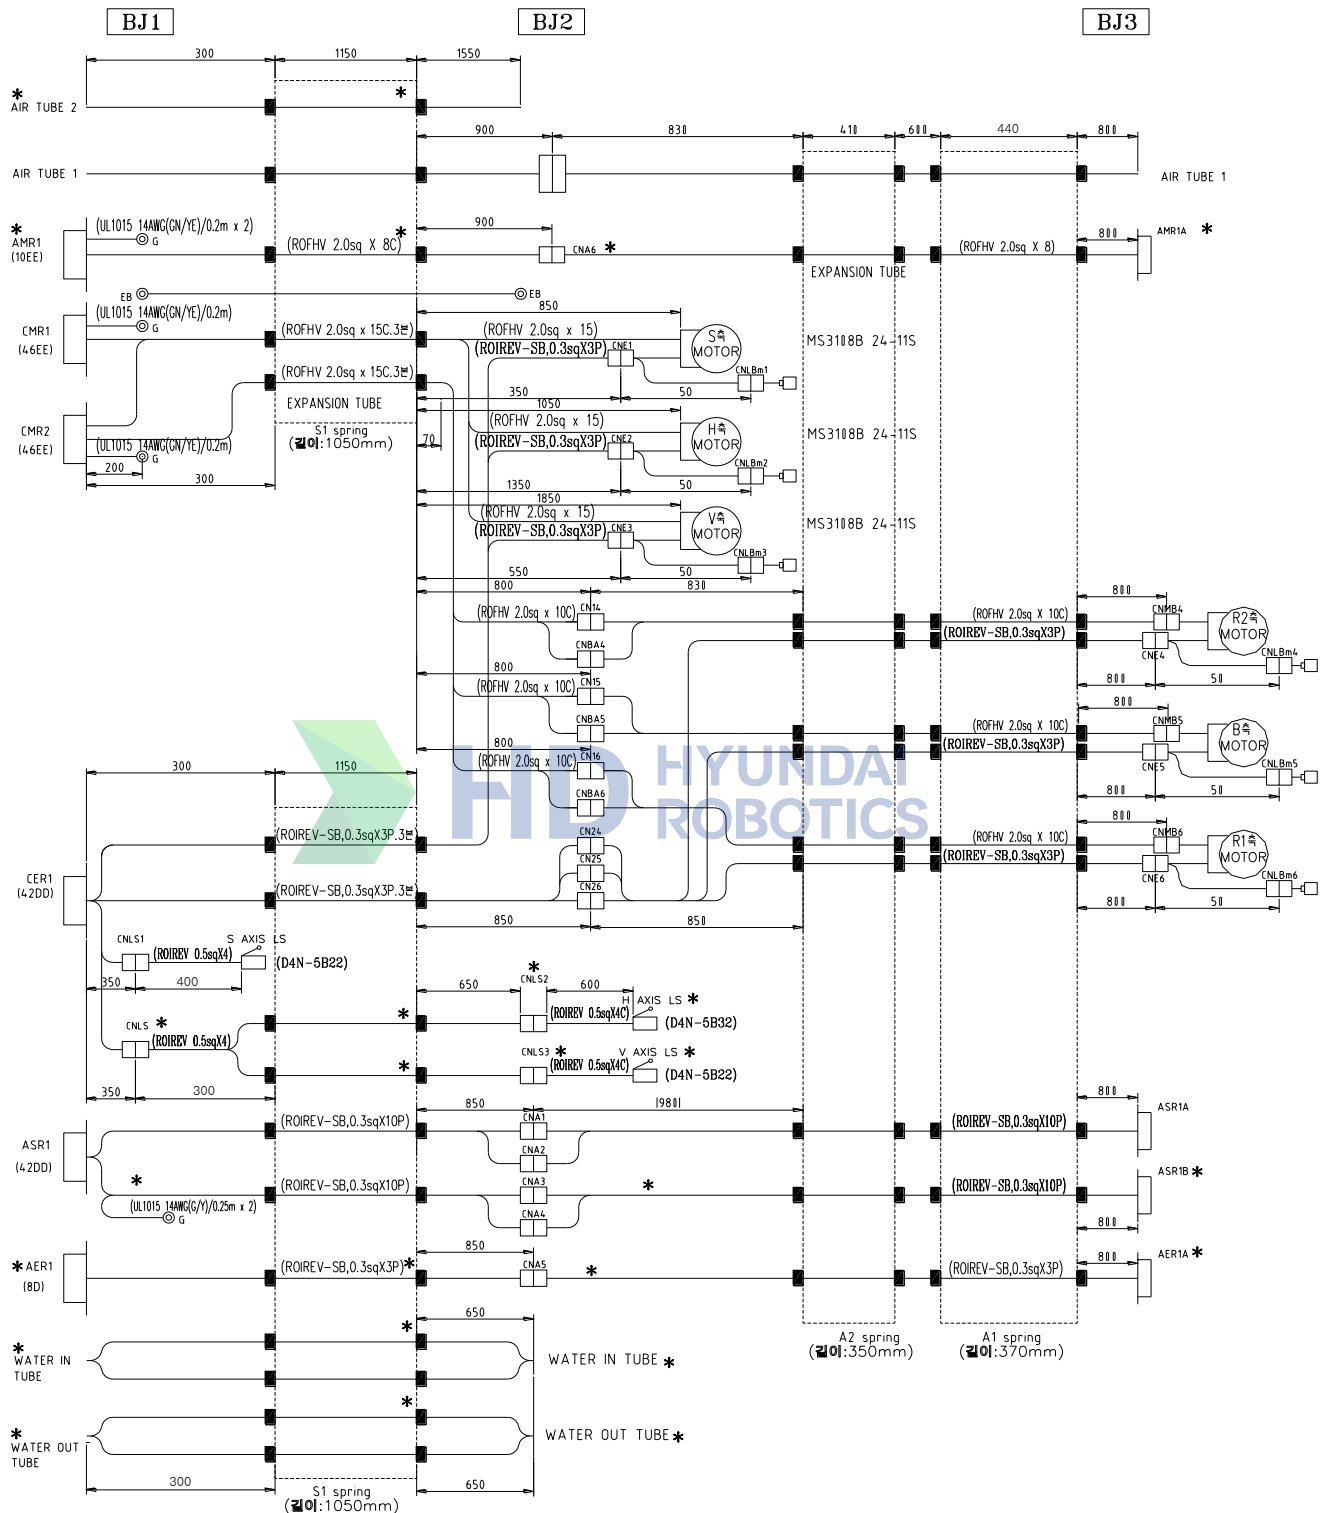 BJ1
BJ2
BJ3
300
1150
1550
*
AIR TUBE 2
*
900
830
410
600
440
800
AIR TUBE 1
AIR TUBE 1
*
AMR1
(10EE)
(UL1015 14AWG(GN/YE)/0.2m x 2)
G
(ROFHV 2.0sq X 8C)
*
900
CNA6 *
(ROFHV 2.0sq X 8)
800
AMR1A *
EXPANSION TUBE
EB
EB
CMR1
(46EE)
(UL1015 14AWG(GN/YE)/0.2m)
G
(ROFHV 2.0sq x 15C.3본)
850
(ROFHV 2.0sq x 15)
(ROIREV-SB,0.3sqX3P)
CNE1
S축
MOTOR
MS3108B 24-11S
(ROFHV 2.0sq x 15C.3본)
CNLBm1
350
50
EXPANSION TUBE
1050
CMR2
(46EE)
S1 spring
(길이:1050mm)
70
(ROFHV 2.0sq x 15)
(ROIREV-SB,0.3sqX3P)
CNE2
H축
MOTOR
MS3108B 24-11S
(UL1015 14AWG(GN/YE)/0.2m)
G
200
CNLBm2
300
1350
50
1850
(ROFHV 2.0sq x 15)
(ROIREV-SB,0.3sqX3P)
CNE3
V축
MOTOR
MS3108B 24-11S
CNLBm3
550
50
800
830
800
(ROFHV 2.0sq x 10C)
CN14
(ROFHV 2.0sq x 10C)
CNMB4
R2축
MOTOR
(ROIREV-SB,0.3sqX3P)
CNBA4
CNE4
CNLBm4
800
800
50
(ROFHV 2.0sq x 10C)
CN15
800
CNBA5
(ROFHV 2.0sq x 10C)
CNMB5
B축
MOTOR
(ROIREV-SB,0.3sqX3P)
800
CNE5
HD HYUNDAI
ROBOTICS
(ROFHV 2.0sq x 10C)
CN16
CNLBm5
300
1150
800
50
CNBA6
800
(ROIREV-SB,0.3sqX3P.3본)
CN24
(ROFHV 2.0sq x 10C)
CNMB6
R1축
MOTOR
(ROIREV-SB,0.3sqX3P)
CN25
CNE6
CER1
(42DD)
(ROIREV-SB,0.3sqX3P.3본)
CN26
CNLBm6
800
50
850
850
CNLS1
S AXIS LS
(ROIREV 0.5sqX4)
(D4N-5B22)
350
400
*
CNLS2
650
600
H AXIS LS *
CNLS *
*
(ROIREV 0.5sqX4C)
(D4N-5B32)
(ROIREV 0.5sqX4)
CNLS3 *
V AXIS LS *
*
(ROIREV 0.5sqX4C)
(D4N-5B22)
350
300
850
(980)
800
ASR1
(42DD)
(ROIREV-SB,0.3sqX10P)
CNA1
(ROIREV-SB,0.3sqX10P)
ASR1A
CNA2
*
(ROIREV-SB,0.3sqX10P)
CNA3
*
(ROIREV-SB,0.3sqX10P)
ASR1B *
(UL1015 14AWG(G/Y)/0.25m x 2)
G
CNA4
800
850
800
* AER1
(8D)
(ROIREV-SB,0.3sqX3P) *
CNA5
*
(ROIREV-SB,0.3sqX3P)
AER1A *
650
*
*
WATER IN
TUBE
WATER IN TUBE *
A2 spring
(길이:350mm)
A1 spring
(길이:370mm)
*
*
WATER OUT
TUBE
WATER OUT TUBE *
300
650
S1 spring
(길이:1050mm)